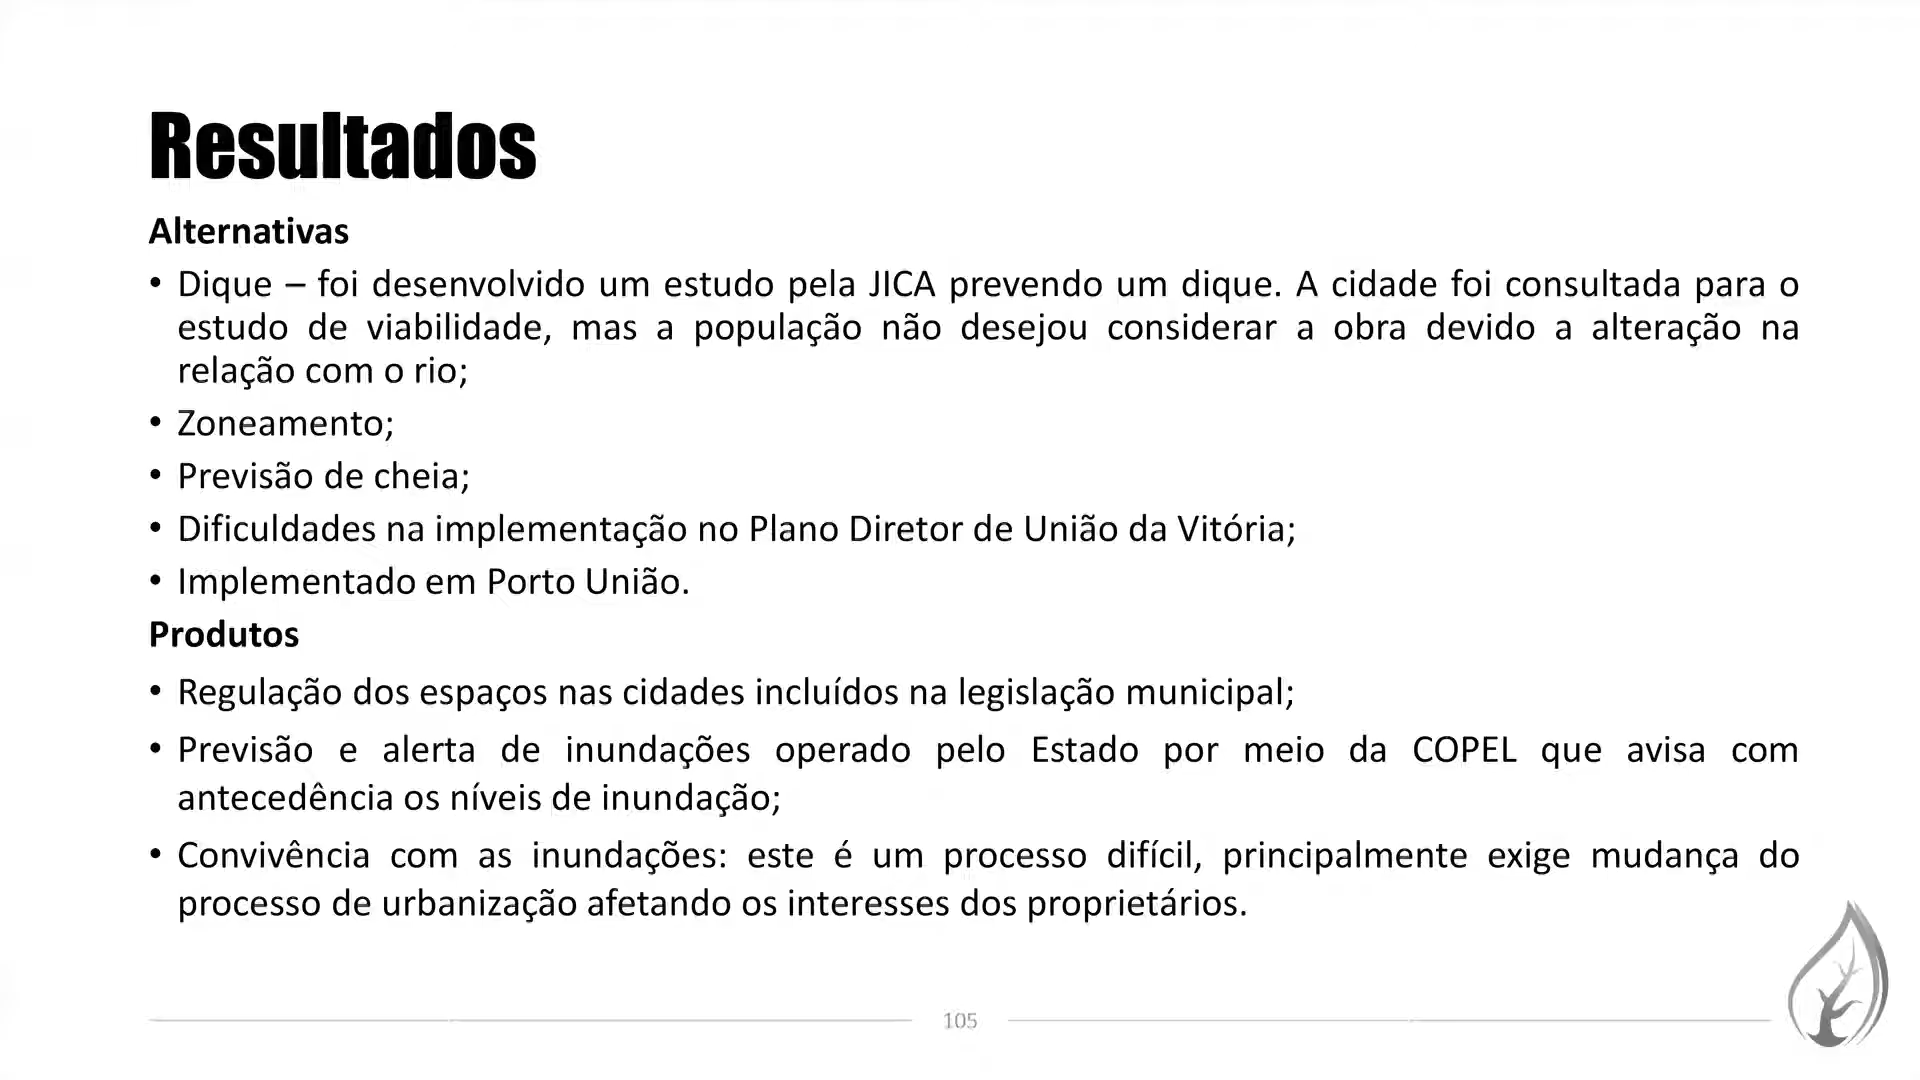 Resultados
Alternativas
• Dique – foi desenvolvido um estudo pela JICA prevendo um dique. A cidade foi consultada para o
estudo de viabilidade, mas a população não desejou considerar a obra devido a alteração na
relação com o rio;
• Zoneamento;
• Previsão de cheia;
• Dificuldades na implementação no Plano Diretor de União da Vitória;
• Implementado em Porto União.
Produtos
• Regulação dos espaços nas cidades incluídos na legislação municipal;
• Previsão e alerta de inundações operado pelo Estado por meio da COPEL que avisa com
antecedência os níveis de inundação;
• Convivência com as inundações: este é um processo difícil, principalmente exige mudança do
processo de urbanização afetando os interesses dos proprietários.
105